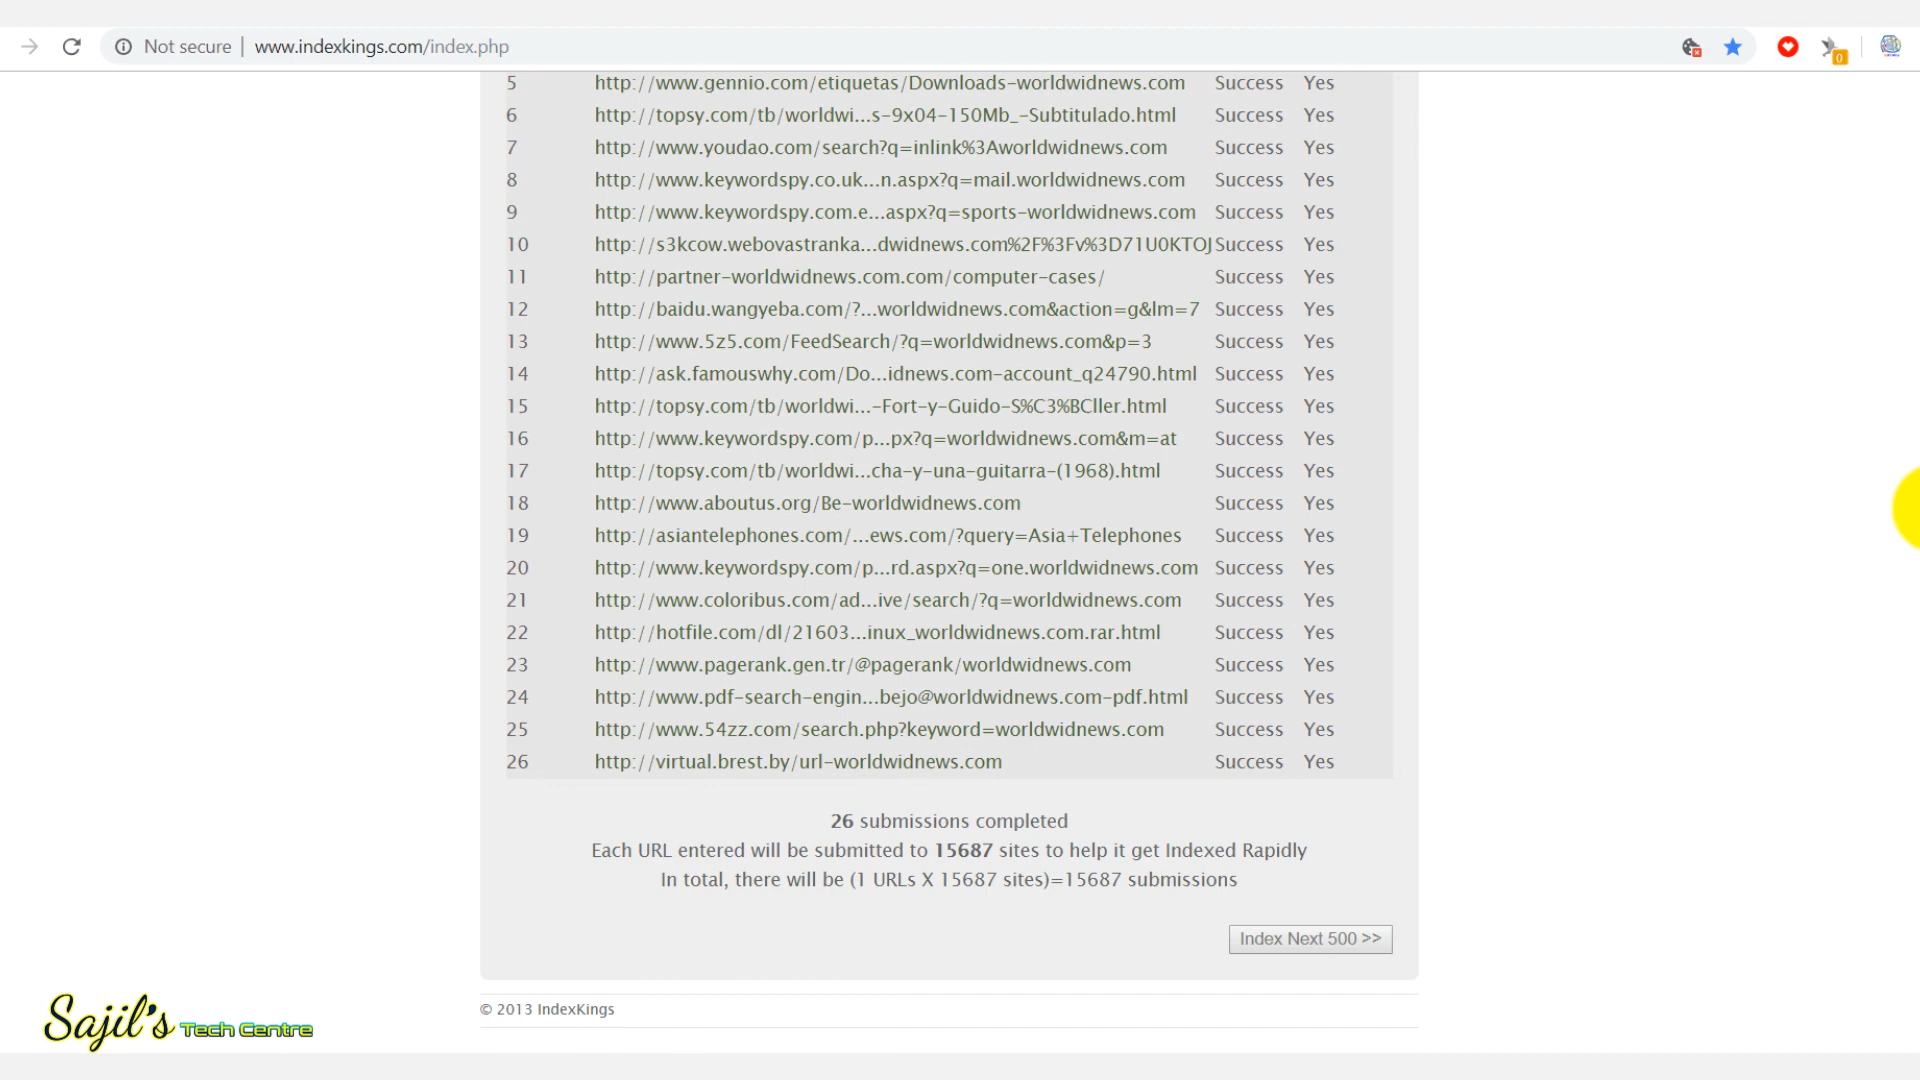 Not secure | www.indexkings.com/index.php
0
5 http://www.gennio.com/etiquetas/Downloads-worldwidnews.com Success Yes
6 http://topsy.com/tb/worldwi...s-9x04-150Mb_-Subtitulado.html Success Yes
7 http://www.youdao.com/search?q=inlink%3Aworldwidnews.com Success Yes
8 http://www.keywordspy.co.uk...n.aspx?q=mail.worldwidnews.com Success Yes
9 http://www.keywordspy.com.e...aspx?q=sports-worldwidnews.com Success Yes
10 http://s3kcow.webovastranka...dwidnews.com%2F%3Fv%3D71U0KTOJ Success Yes
11 http://partner-worldwidnews.com.com/computer-cases/ Success Yes
12 http://baidu.wangyeba.com/?...worldwidnews.com&action=g&lm=7 Success Yes
13 http://www.5z5.com/FeedSearch/?q=worldwidnews.com&p=3 Success Yes
14 http://ask.famouswhy.com/Do...idnews.com-account_q24790.html Success Yes
15 http://topsy.com/tb/worldwi...-Fort-y-Guido-S%C3%BCller.html Success Yes
16 http://www.keywordspy.com/p...px?q=worldwidnews.com&m=at Success Yes
17 http://topsy.com/tb/worldwi...cha-y-una-guitarra-(1968).html Success Yes
18 http://www.aboutus.org/Be-worldwidnews.com Success Yes
19 http://asiantelephones.com/...ews.com/?query=Asia+Telephones Success Yes
20 http://www.keywordspy.com/p...rd.aspx?q=one.worldwidnews.com Success Yes
21 http://www.coloribus.com/ad...ive/search/?q=worldwidnews.com Success Yes
22 http://hotfile.com/dl/21603...inux_worldwidnews.com.rar.html Success Yes
23 http://www.pagerank.gen.tr/@pagerank/worldwidnews.com Success Yes
24 http://www.pdf-search-engin...bejo@worldwidnews.com-pdf.html Success Yes
25 http://www.54zz.com/search.php?keyword=worldwidnews.com Success Yes
26 http://virtual.brest.by/url-worldwidnews.com Success Yes
26 submissions completed
Each URL entered will be submitted to 15687 sites to help it get Indexed Rapidly
In total, there will be (1 URLs X 15687 sites)=15687 submissions
Index Next 500 >>
© 2013 IndexKings
Sajil's Tech Centre